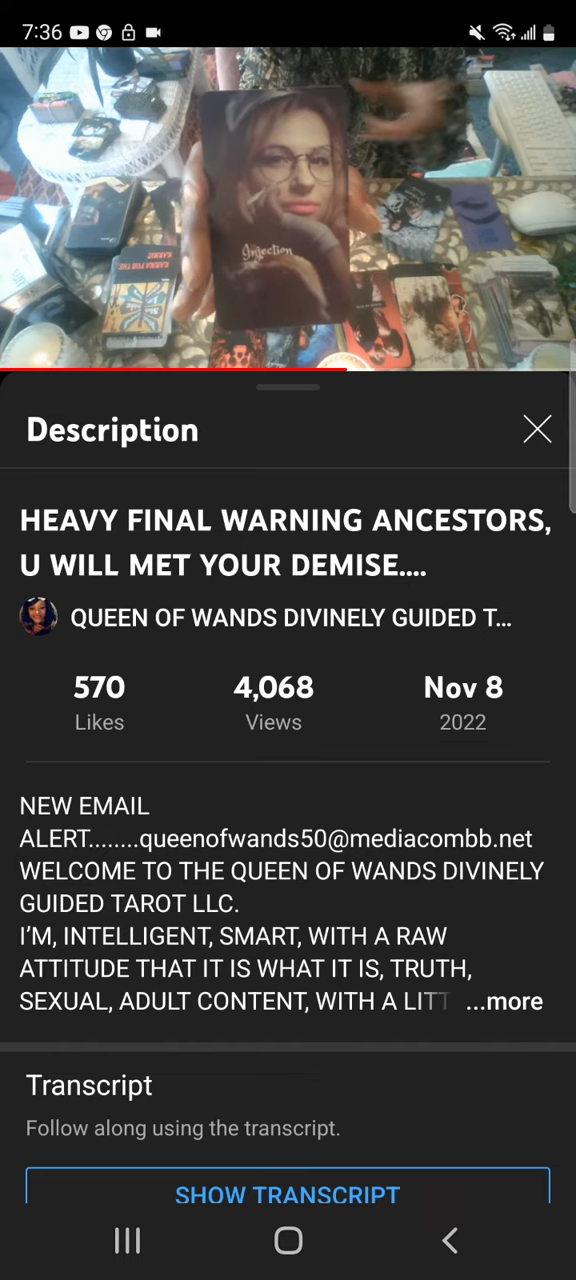 7:36
Injection
KARMA FOR THE
Description
HEAVY FINAL WARNING ANCESTORS,
U WILL MET YOUR DEMISE....
QUEEN OF WANDS DIVINELY GUIDED T...
570
4,068
Nov 8
Likes
Views
2022
NEW EMAIL
ALERT........queenofwands50@mediacombb.net
WELCOME TO THE QUEEN OF WANDS DIVINELY
GUIDED TAROT LLC.
I'M, INTELLIGENT, SMART, WITH A RAW
ATTITUDE THAT IT IS WHAT IT IS, TRUTH,
SEXUAL, ADULT CONTENT, WITH A LITT ...more
Transcript
Follow along using the transcript.
SHOW TRANSCRIPT